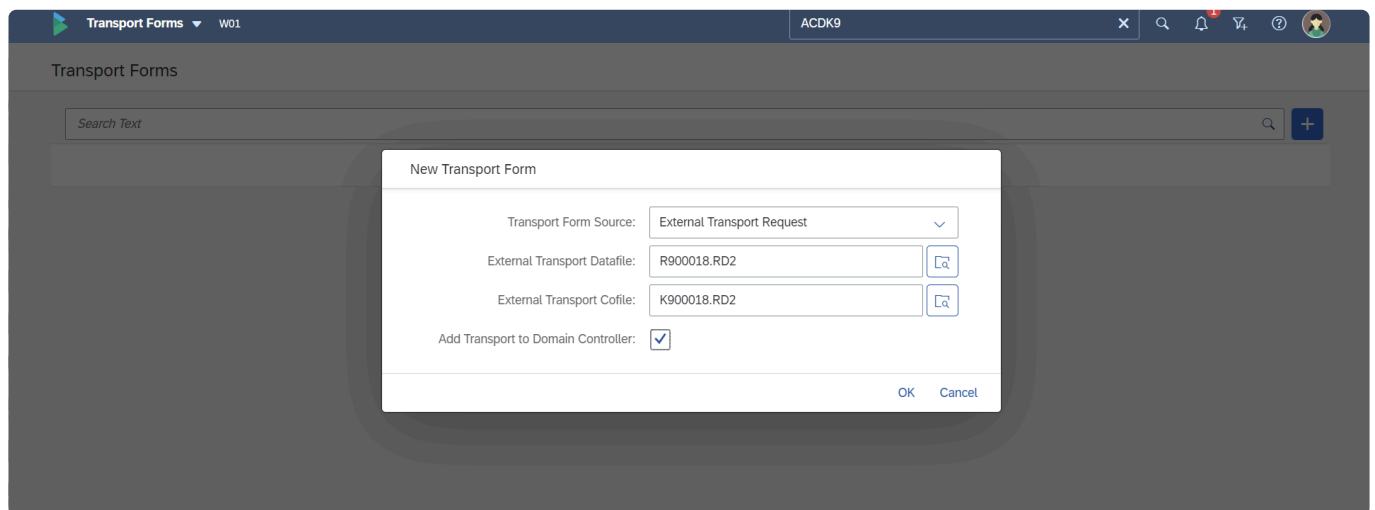 Transport Forms W01 ACDK9 1
Transport Forms
Search Text
New Transport Form
Transport Form Source: External Transport Request
External Transport Datafile: R900018.RD2
External Transport Cofile: K900018.RD2
Add Transport to Domain Controller:
OK Cancel